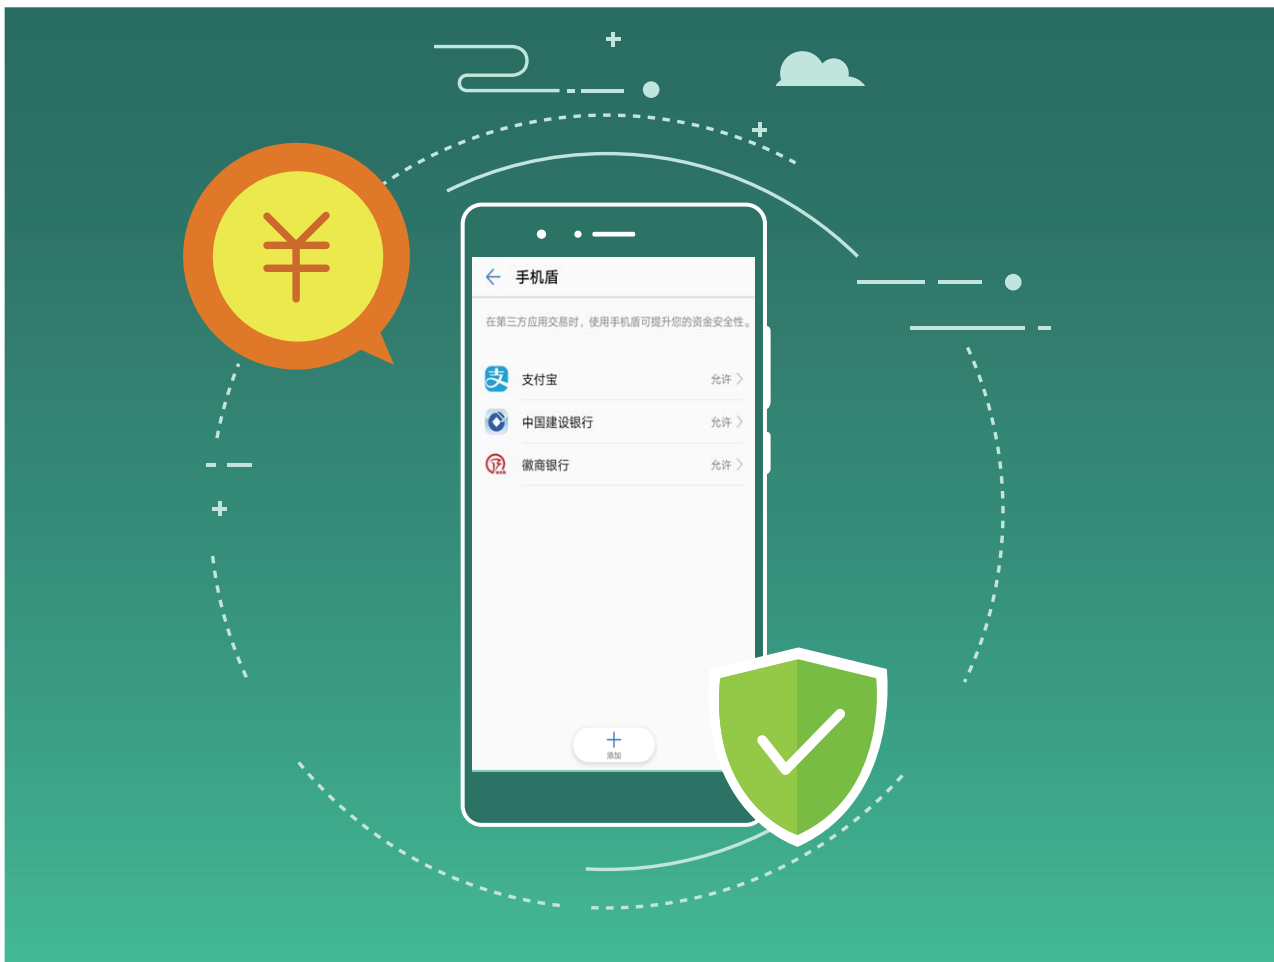 ¥
手机盾
在第三方应用交易时，使用手机盾可提升您的资金安全性。
支付宝 允许
中国建设银行 允许
徽商银行 允许
添加